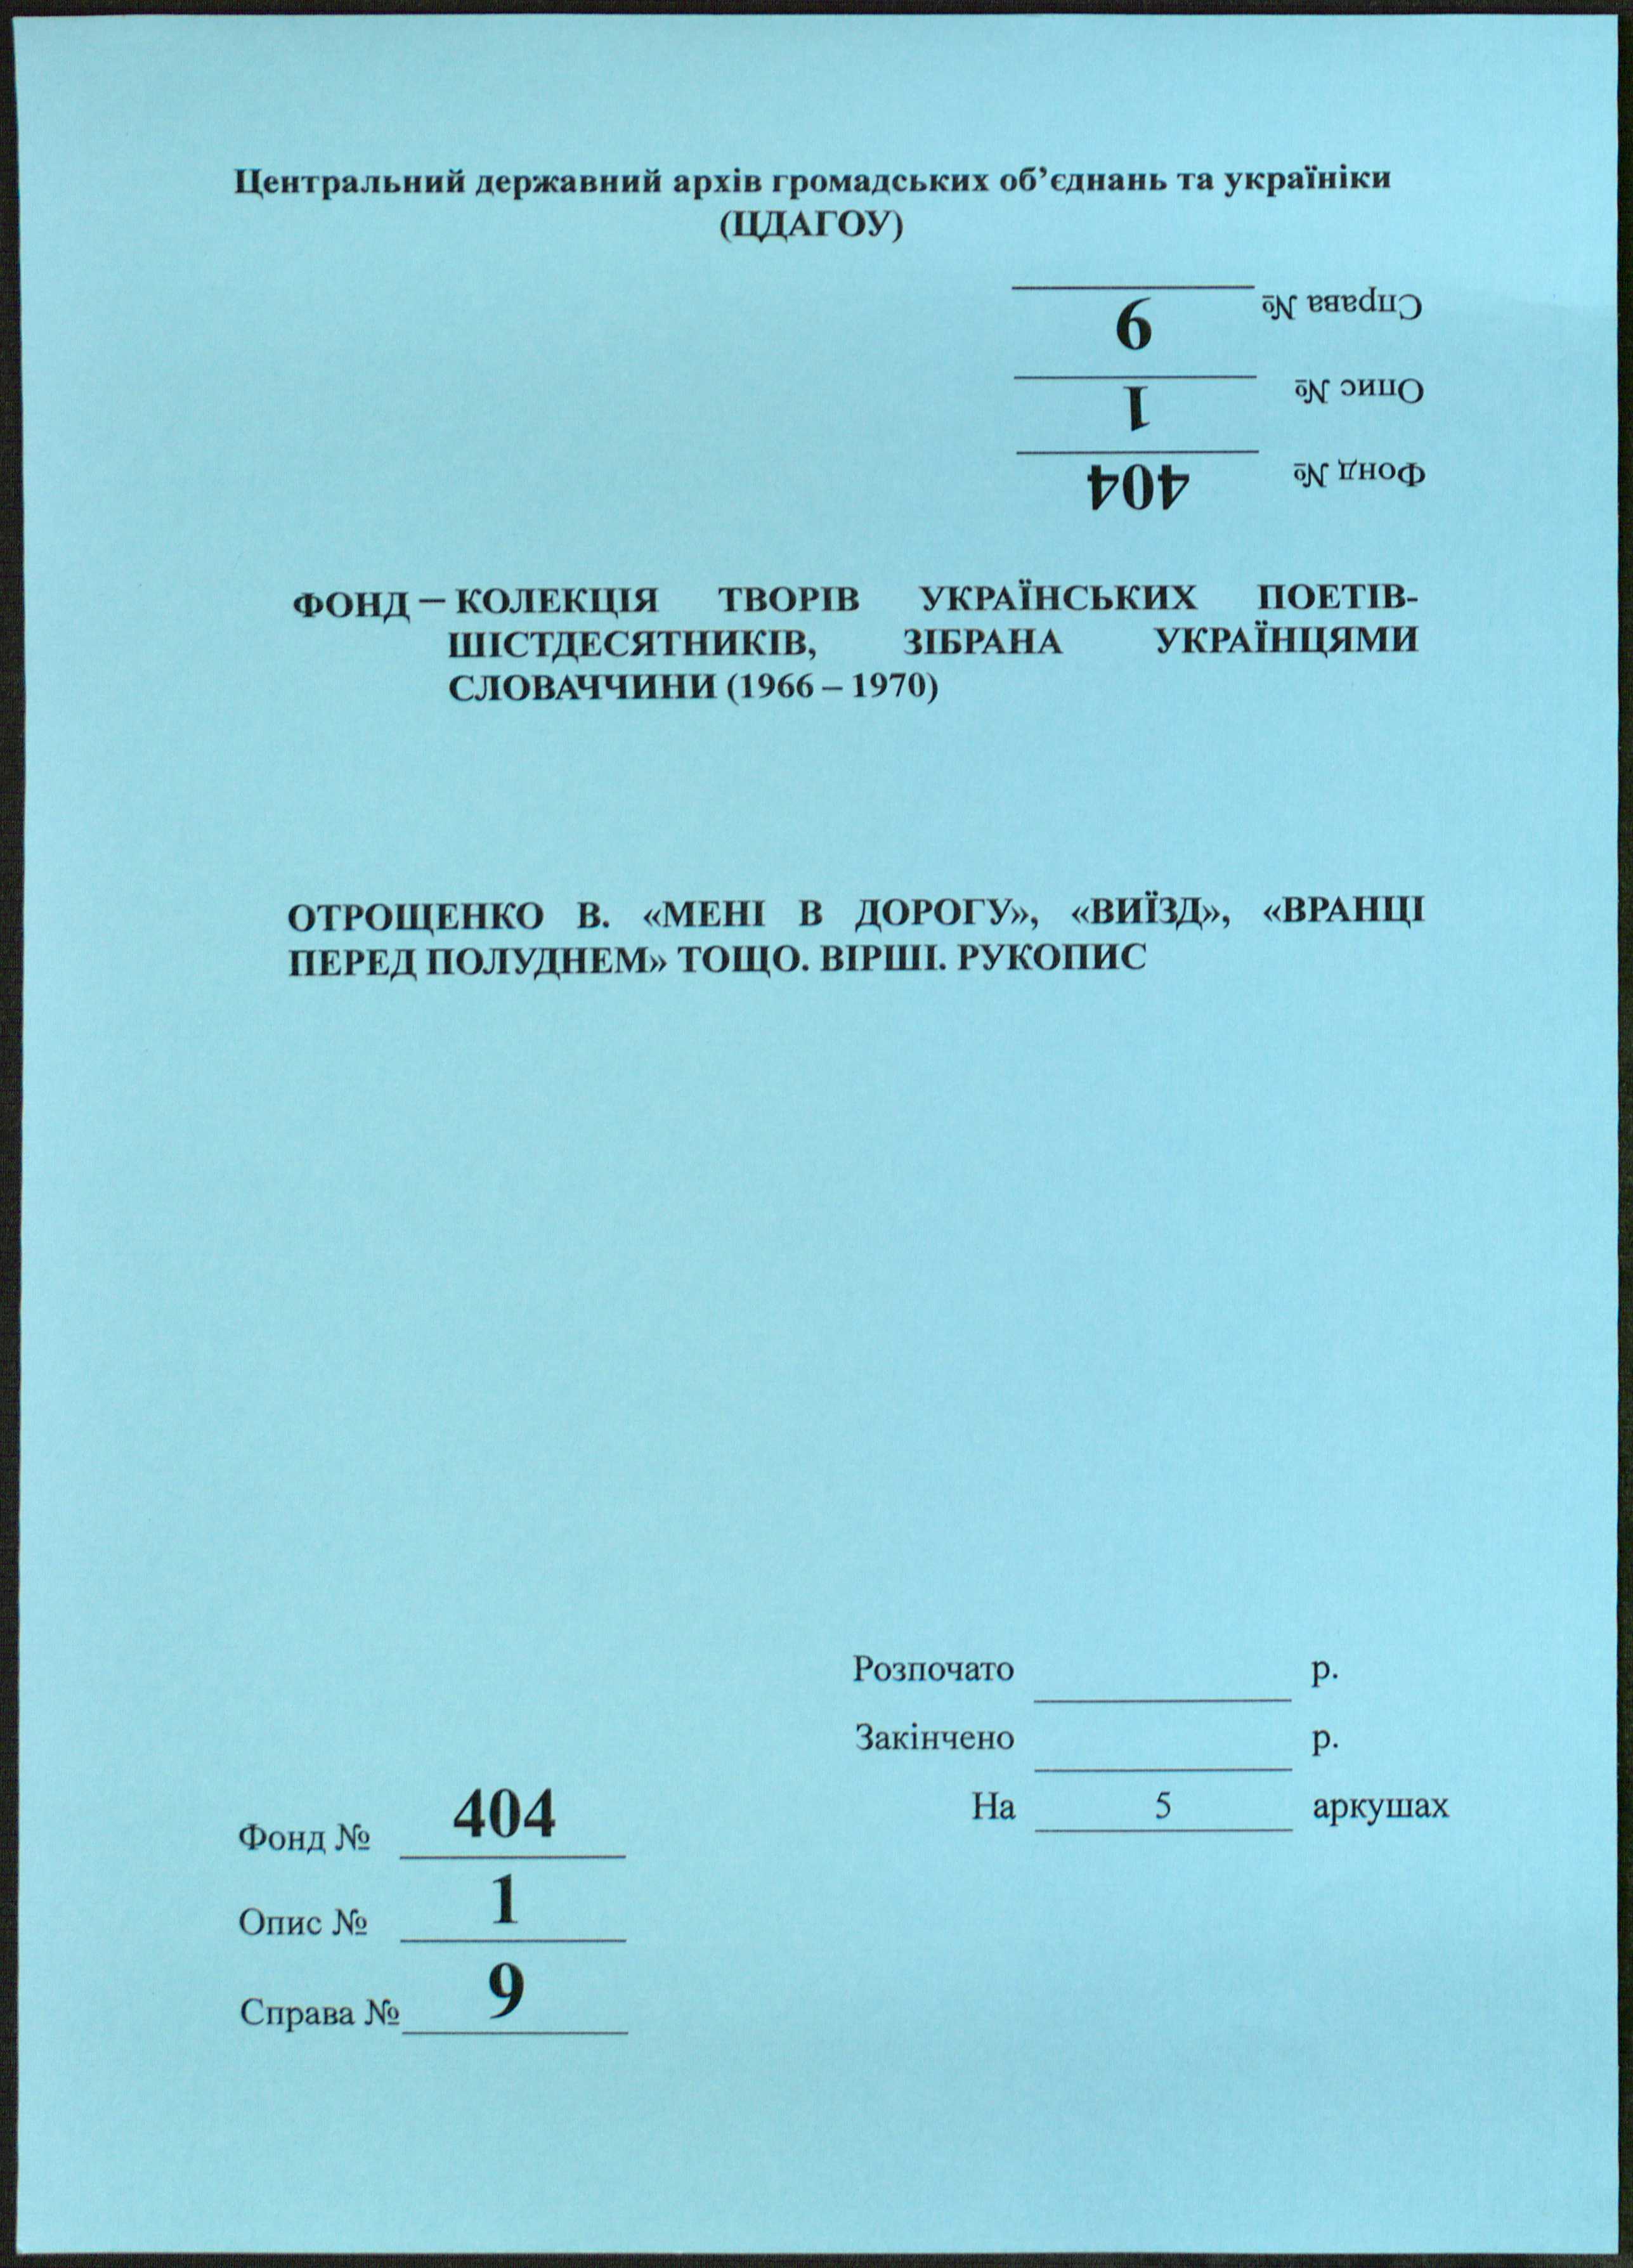 Центральний державний архів громадських об’єднань та україніки
(ЦДАГОУ)
Справа № 9
Опис № 1
Фонд № 404
ФОНД – КОЛЕКЦІЯ ТВОРІВ УКРАЇНСЬКИХ ПОЕТІВ-
ШІСТДЕСЯТНИКІВ, ЗІБРАНА УКРАЇНЦЯМИ
СЛОВАЧЧИНИ (1966 – 1970)
ОТРОЩЕНКО В. «МЕНІ В ДОРОГУ», «ВИЇЗД», «ВРАНЦІ
ПЕРЕД ПОЛУДНЕМ» ТОЩО. ВІРШІ. РУКОПИС
Розпочато р.
Закінчено р.
На 5 аркушах
Фонд № 404
Опис № 1
Справа № 9